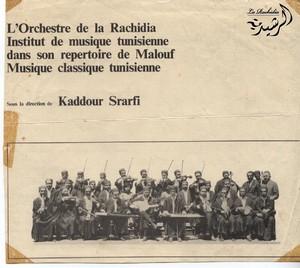 La Rachidia
الرشيدية
L'Orchestre de la Rachidia
Institut de musique tunisienne
dans son repertoire de Malouf
Musique classique tunisienne
Sous la direction de Kaddour Srarfi